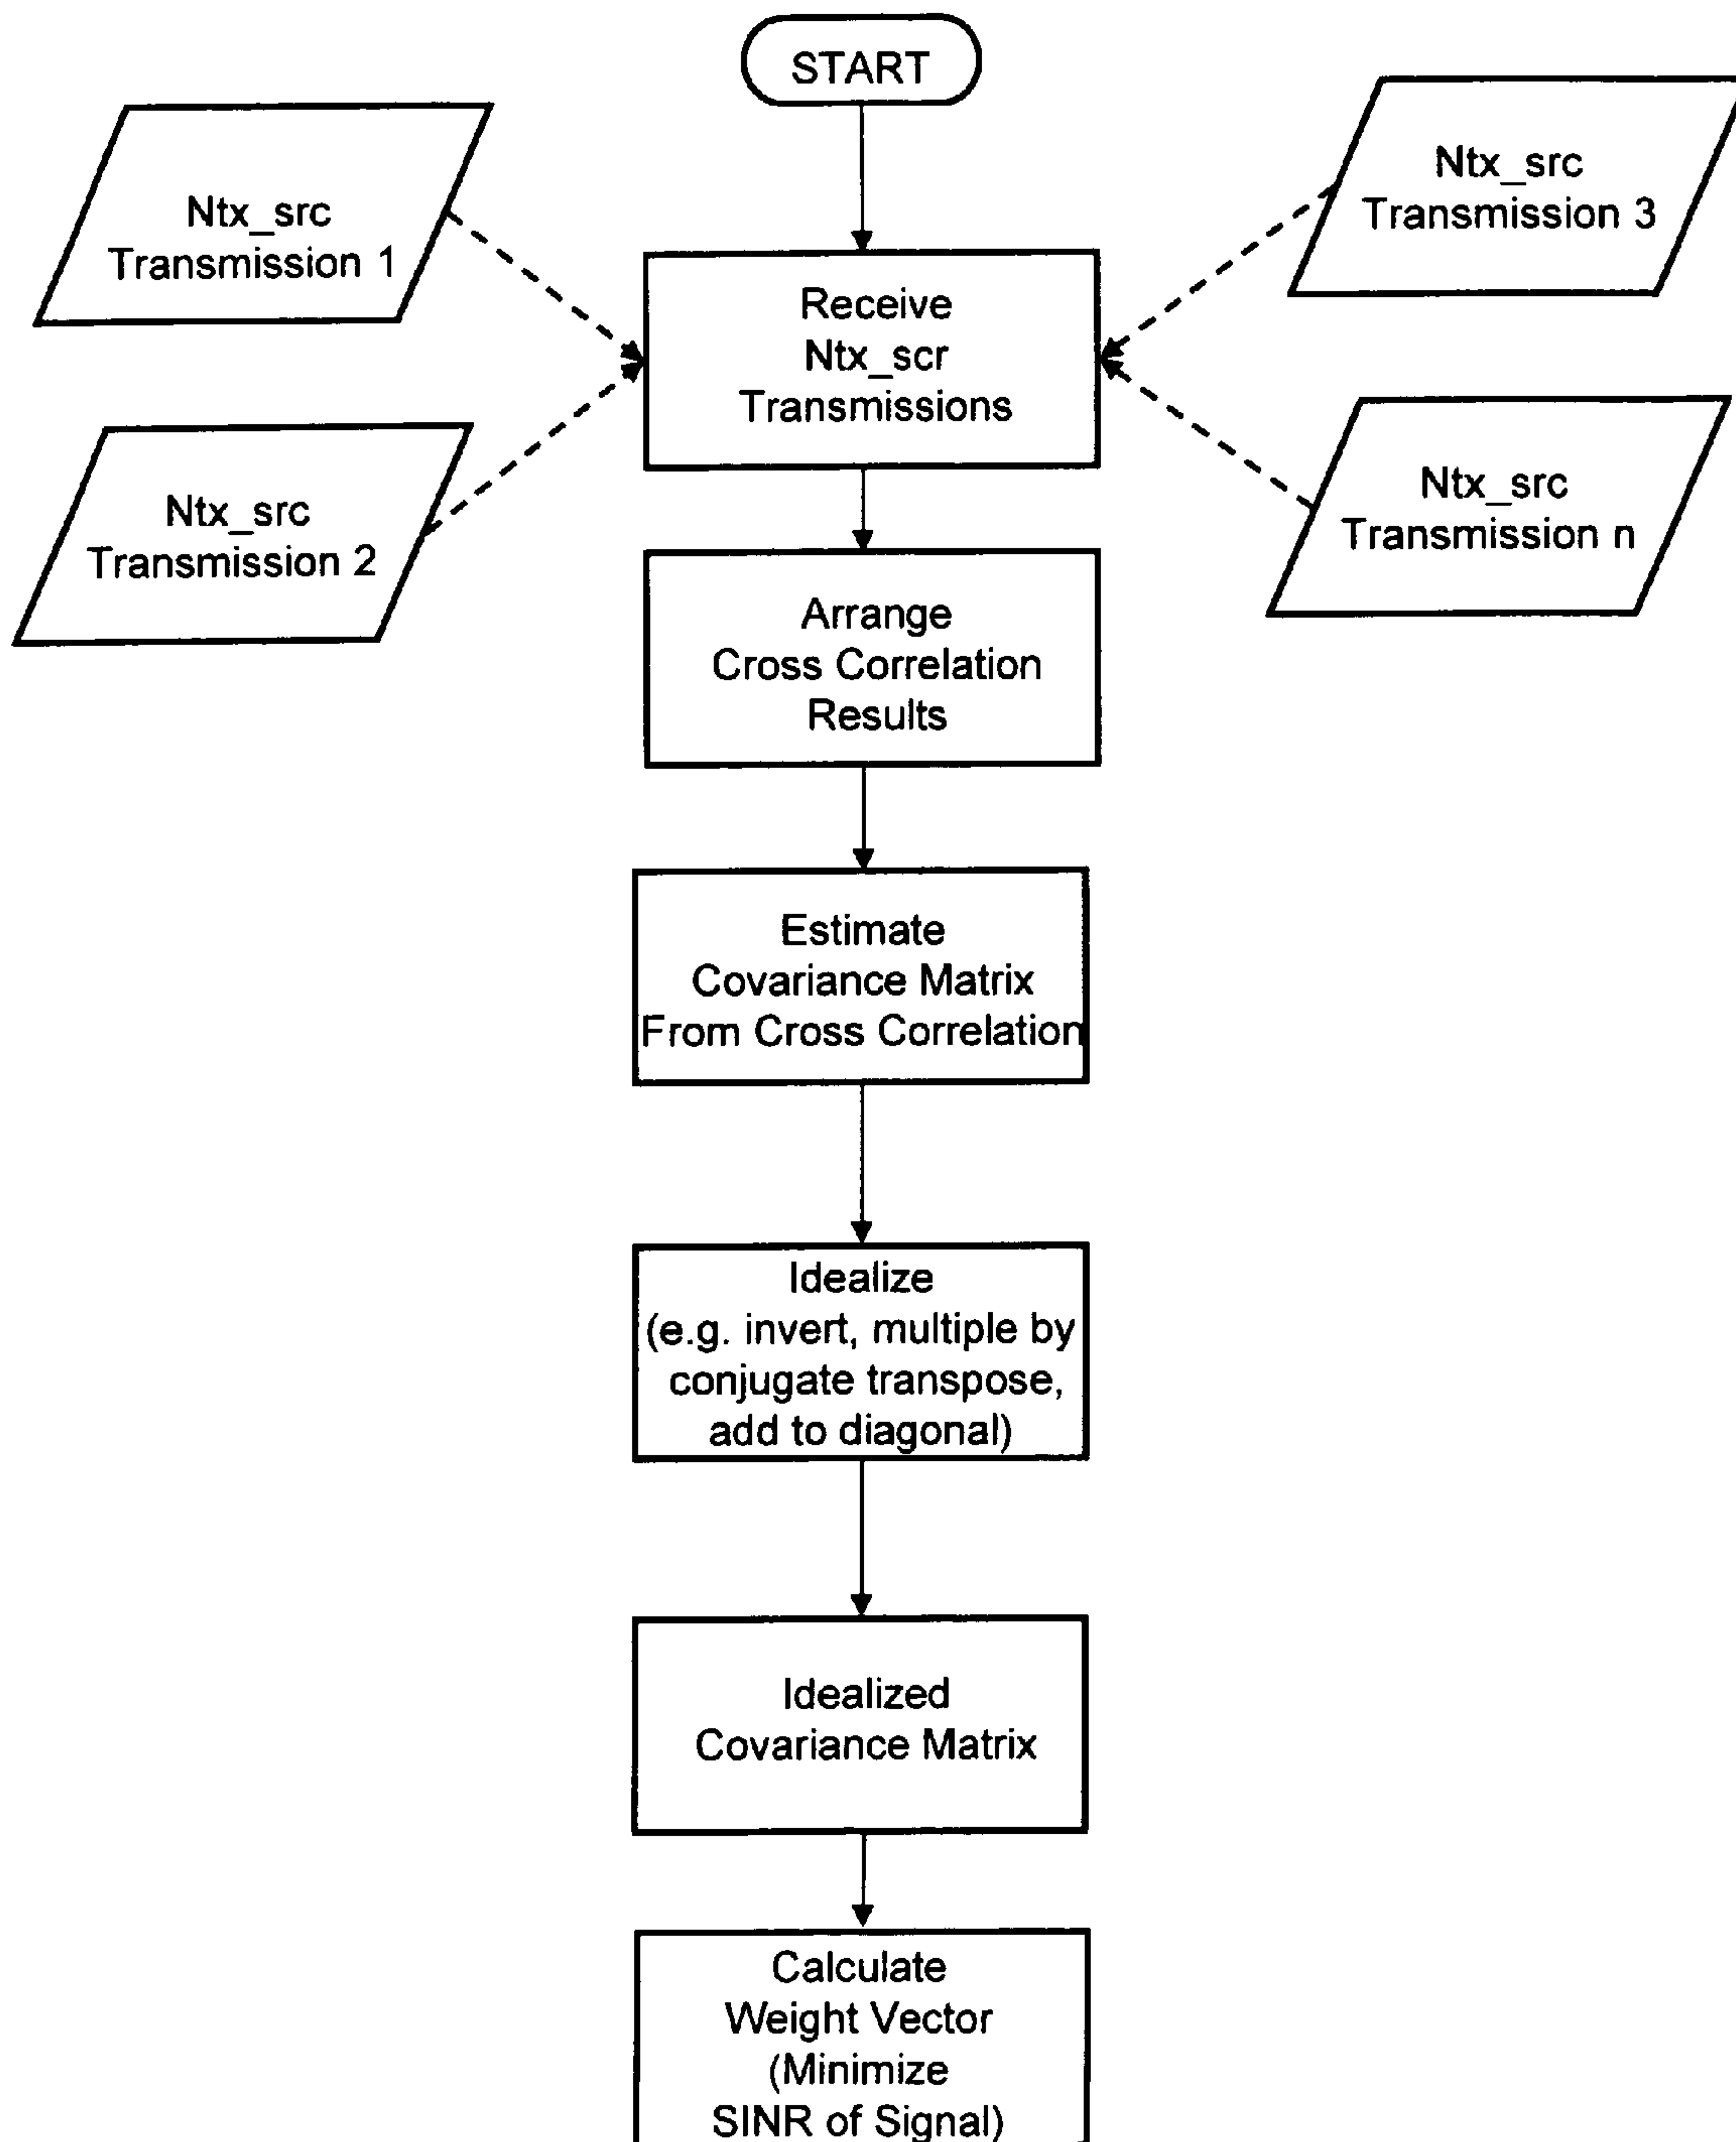 START
Ntx_src
Transmission 1
Ntx_src
Transmission 3
Receive
Ntx_scr
Transmissions
Ntx_src
Transmission 2
Ntx_src
Transmission n
Arrange
Cross Correlation
Results
Estimate
Covariance Matrix
From Cross Correlation
Idealize
(e.g. invert, multiple by
conjugate transpose,
add to diagonal)
Idealized
Covariance Matrix
Calculate
Weight Vector
(Minimize
SINR of Signal)